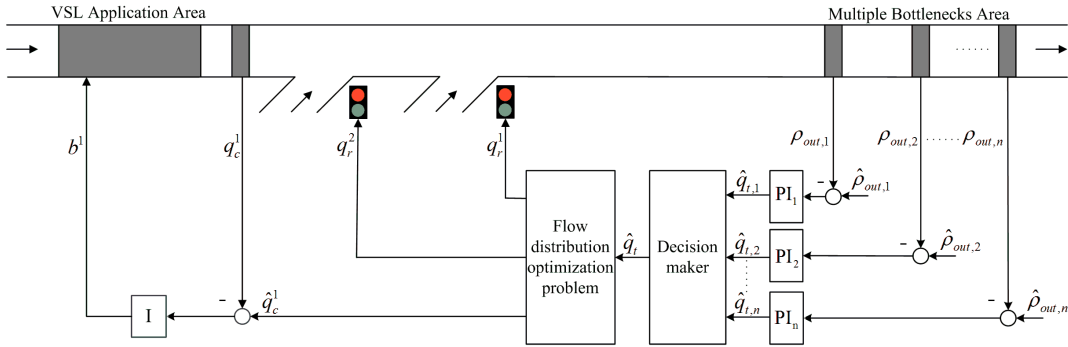 VSL Application Area
Multiple Bottlenecks Area
······
b¹
q_c¹
q_r²
q_r¹
ρ_out,1
ρ_out,2 ······ ρ_out,n
q̂_t,1
PI₁
-
ρ̂_out,1
Flow
distribution
optimization
problem
q̂_t
Decision
maker
q̂_t,2
PI₂
-
ρ̂_out,2
I
-
q̂_c¹
q̂_t,n
PIₙ
-
ρ̂_out,n